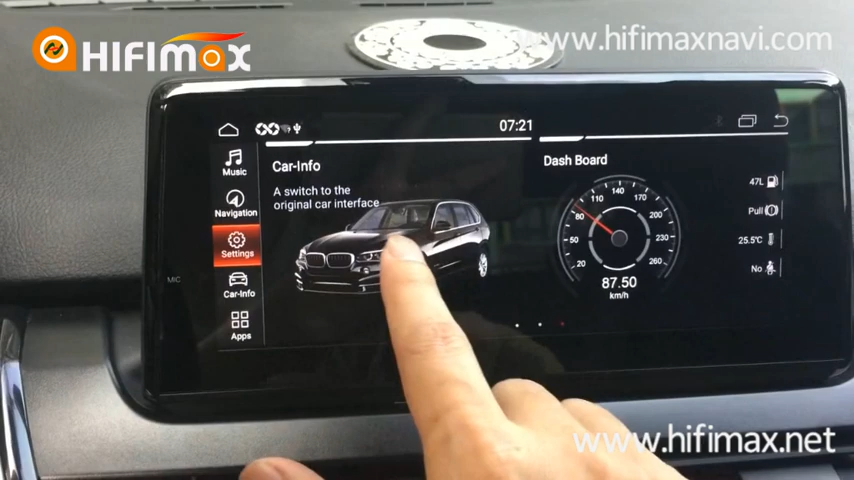 HIFIMAX
www.hifimaxnavi.com
07:21
Music
Navigation
Settings
Car-Info
Apps
MIC
Car-Info
A switch to the
original car interface
Dash Board
20
50
80
110
140
170
200
230
260
87.50
km/h
47L
Pull
25.5℃
No
www.hifimax.net